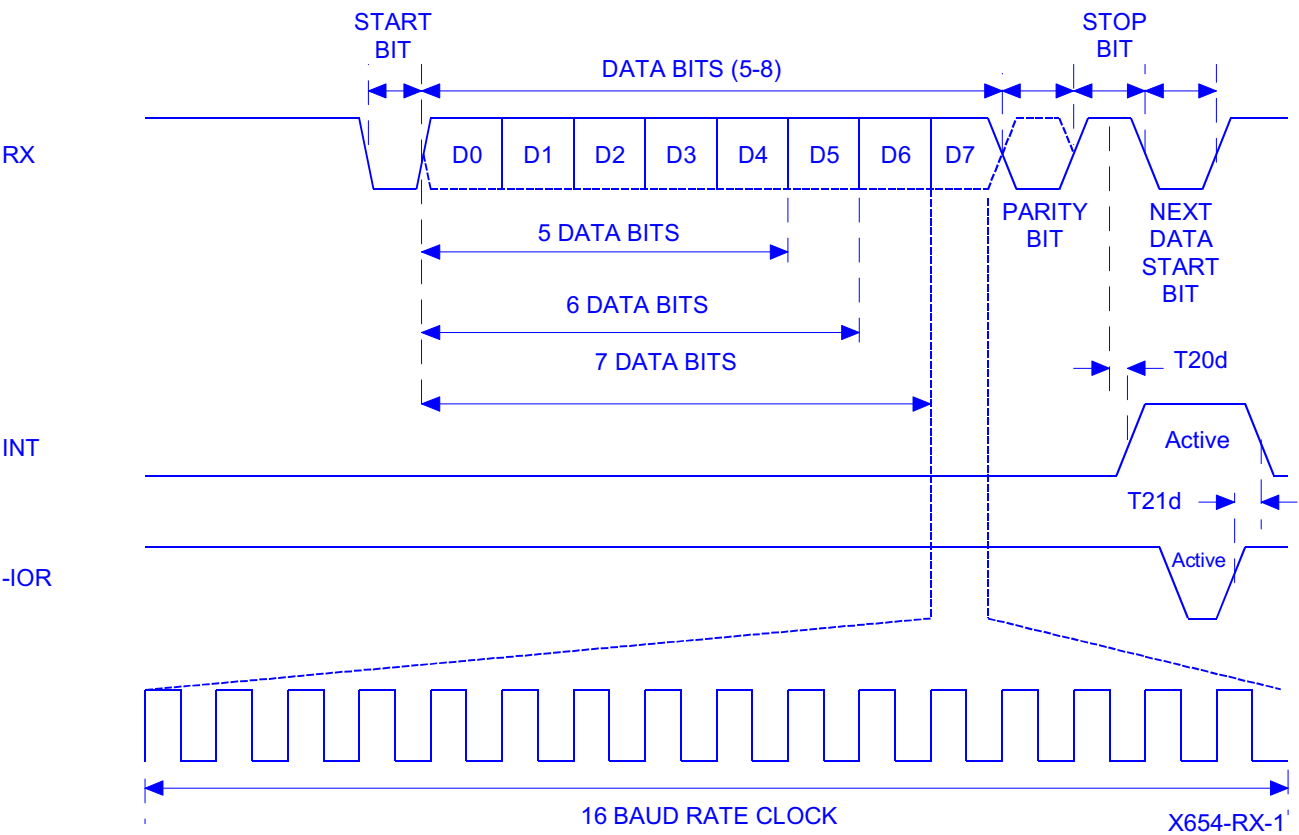 START
BIT
DATA BITS (5-8)
STOP
BIT
RX
D0 D1 D2 D3 D4 D5 D6 D7
PARITY
BIT
NEXT
DATA
START
BIT
5 DATA BITS
6 DATA BITS
7 DATA BITS
T20d
INT
Active
T21d
-IOR
Active
16 BAUD RATE CLOCK
X654-RX-1